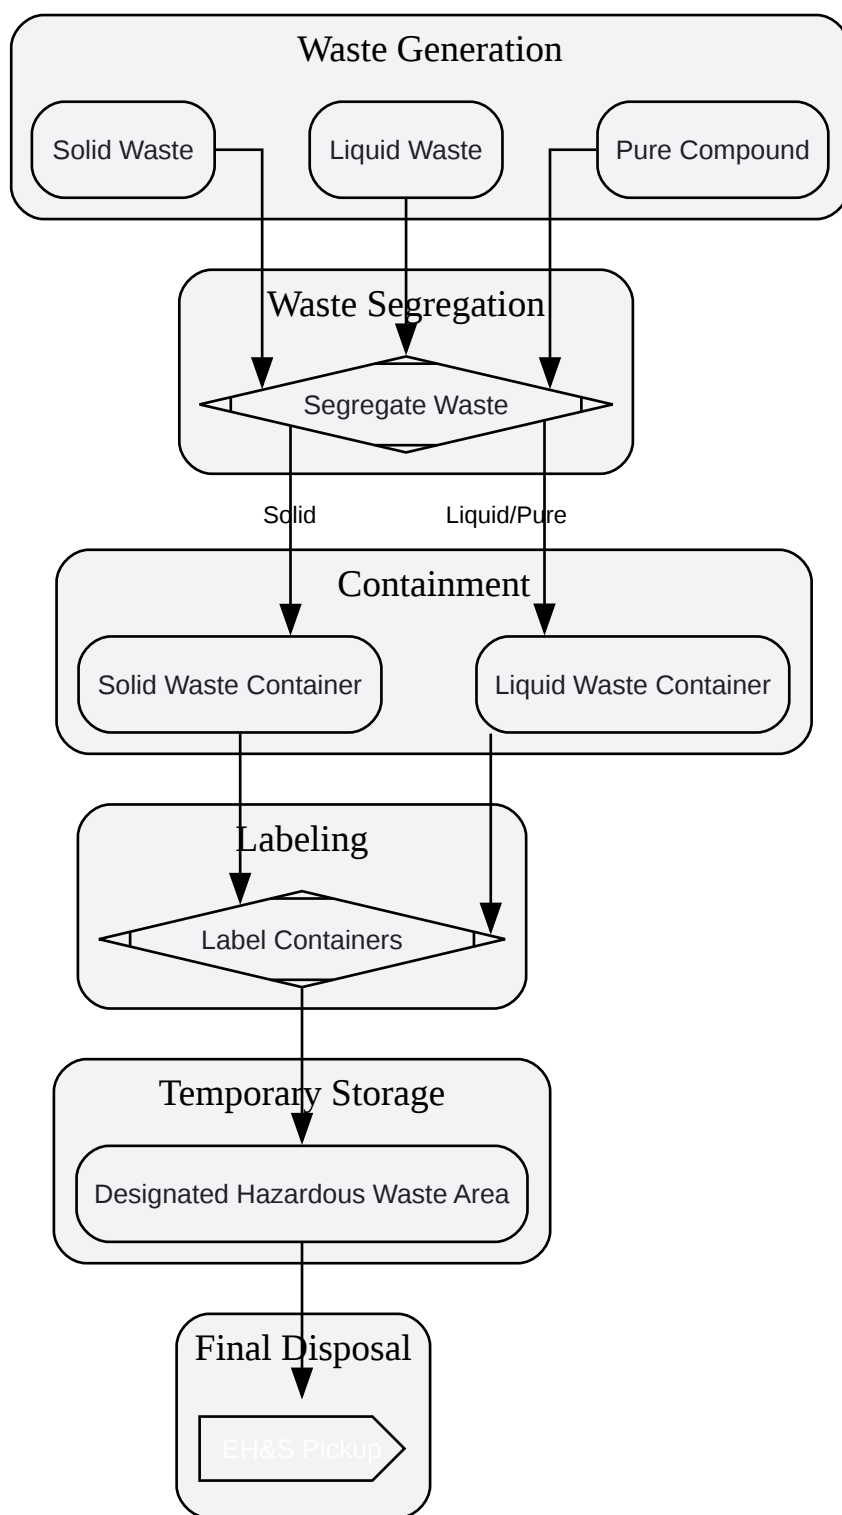 Waste Generation
Solid Waste
Liquid Waste
Pure Compound
Waste Segregation
Segregate Waste
Solid
Liquid/Pure
Containment
Solid Waste Container
Liquid Waste Container
Labeling
Label Containers
Temporary Storage
Designated Hazardous Waste Area
Final Disposal
EH&S Pickup